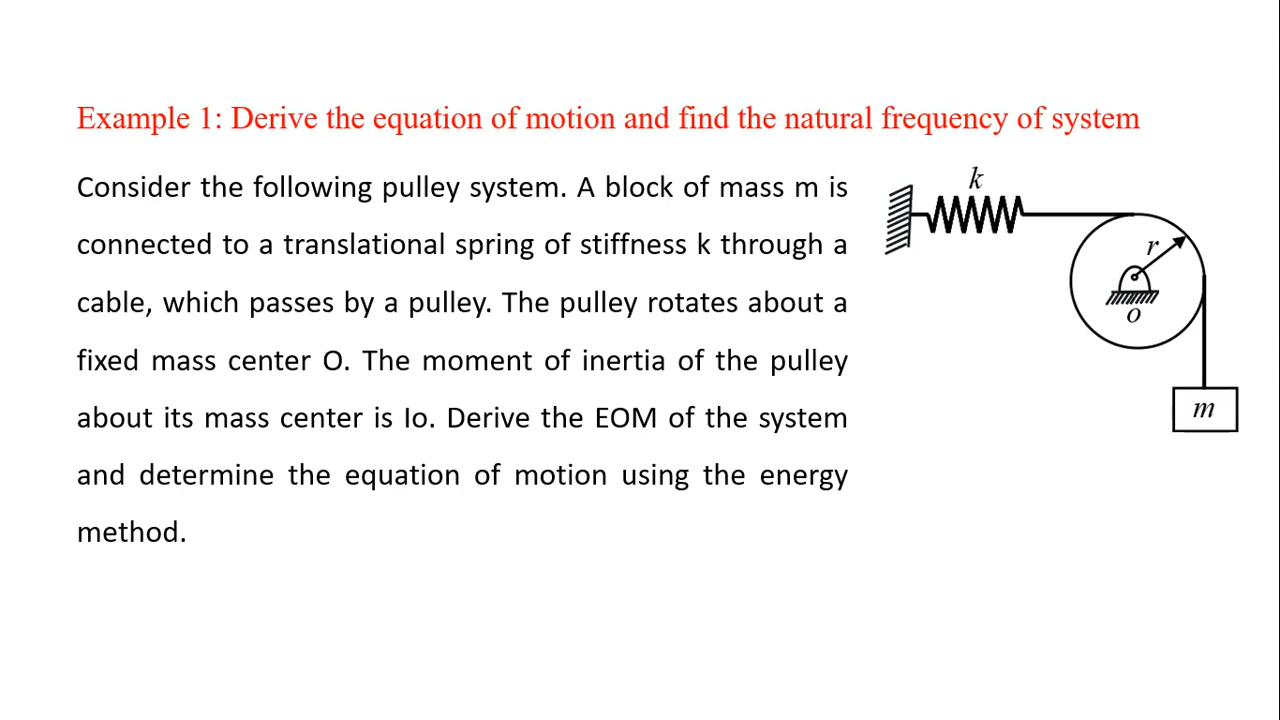 Example 1: Derive the equation of motion and find the natural frequency of system
Consider the following pulley system. A block of mass m is
connected to a translational spring of stiffness k through a
cable, which passes by a pulley. The pulley rotates about a
fixed mass center O. The moment of inertia of the pulley
about its mass center is Io. Derive the EOM of the system
and determine the equation of motion using the energy
method.
k
r
O
m